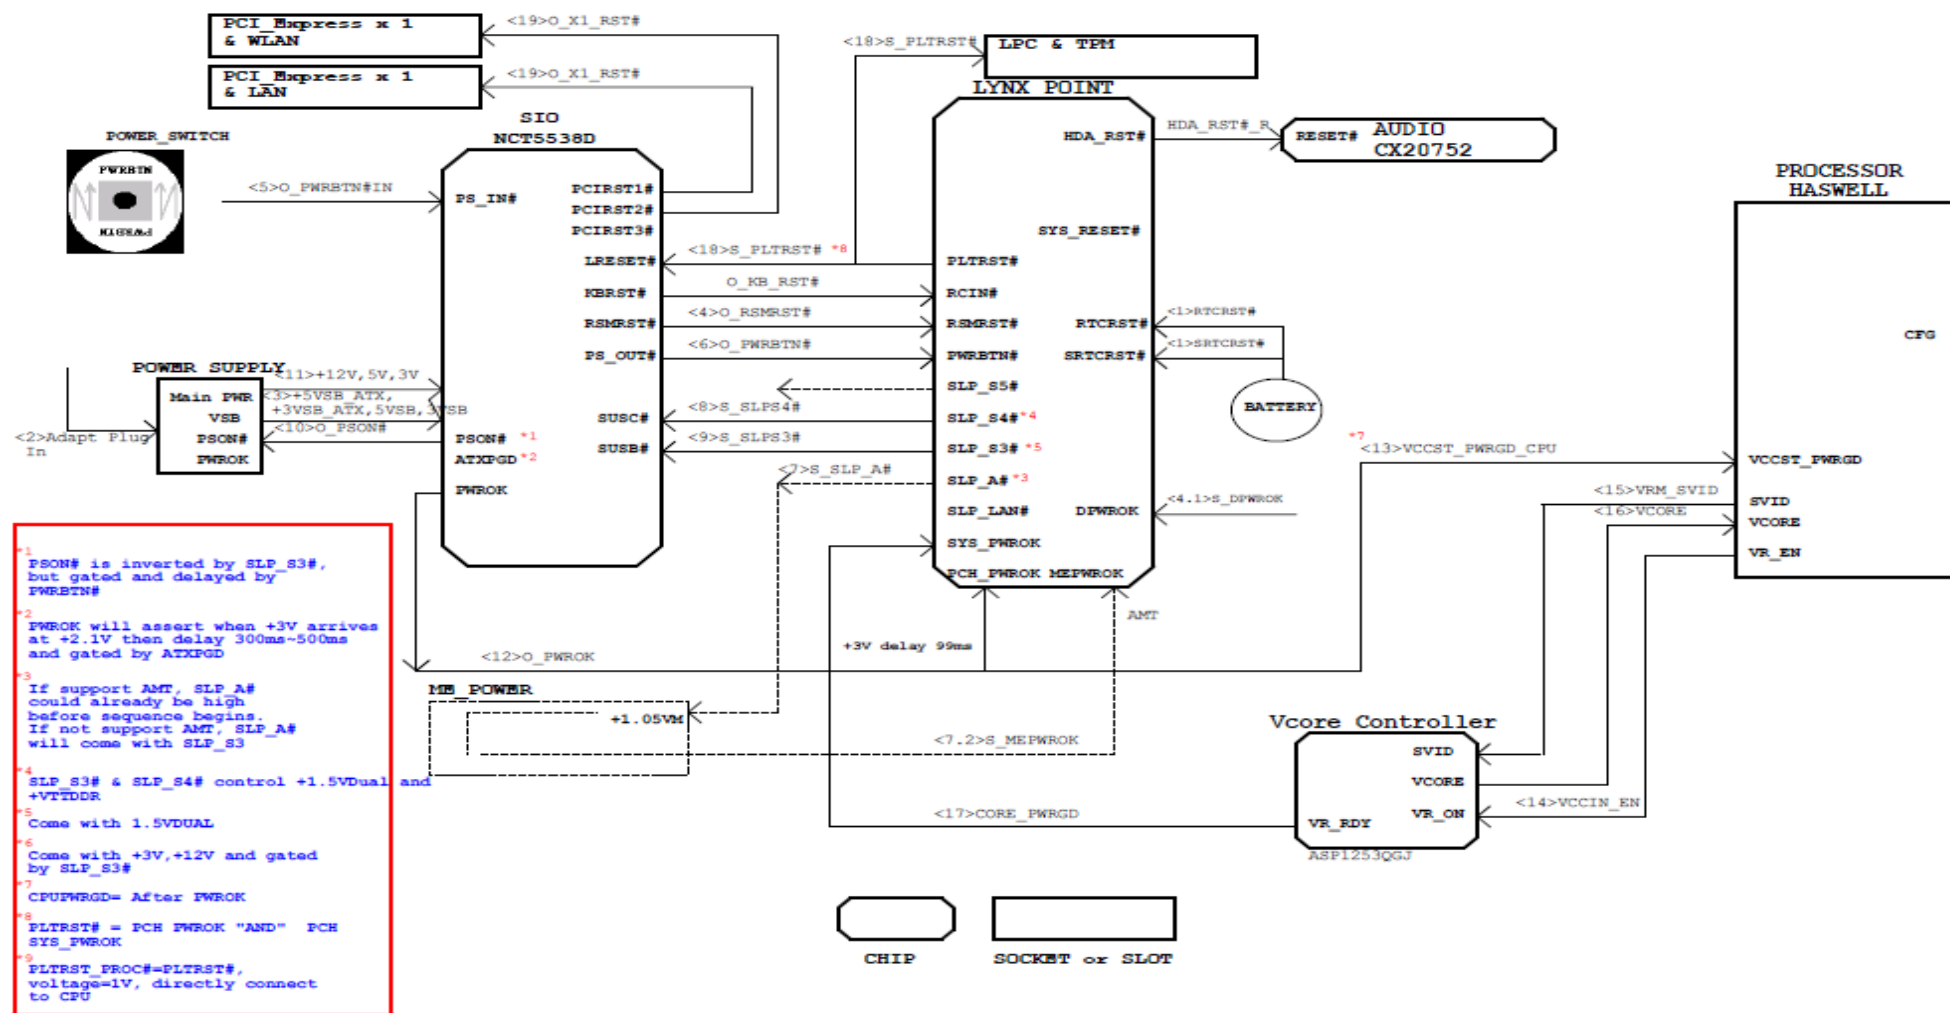 PCI_Express x 1
& WLAN
<19>O_X1_RST#
PCI_Express x 1
& LAN
<19>O_X1_RST#
<18>S_PLTRST#
LPC & TPM
LYNX POINT
SIO
NCT5538D
POWER_SWITCH
PWRBTN
PWRBTN
<5>O_PWRBTN#IN
PS_IN#
PCIRST1#
PCIRST2#
PCIRST3#
LRESET#
KBRST#
RSMRST#
PS_OUT#
SUSC#
SUSB#
PSON# *1
ATXPGD *2
PWROK
<18>S_PLTRST# *8
O_KB_RST#
<4>O_RSMRST#
<6>O_PWRBTN#
<8>S_SLPS4#
<9>S_SLPS3#
<7>S_SLP_A#
HDA_RST#
SYS_RESET#
PLTRST#
RCIN#
RSMRST#
RTCRST#
PWRBTN#
SRTCRST#
SLP_S5#
SLP_S4# *4
SLP_S3# *5
SLP_A# *3
SLP_LAN#
DPWROK
SYS_PWROK
PCH_PWROK MEPWROK
HDA_RST#_R
RESET# AUDIO
CX20752
<1>RTCRST#
<1>SRTCRST#
BATTERY
<4.1>S_DPWROK
PROCESSOR
HASWELL
CFG
VCCST_PWRGD
SVID
VCORE
VR_EN
*7
<13>VCCST_PWRGD_CPU
<15>VRM_SVID
<16>VCORE
POWER SUPPLY
Main PWR
VSB
PSON#
PWROK
<11>+12V,5V,3V
<3>+5VSB_ATX,
+3VSB_ATX,5VSB,3VSB
<10>O_PSON#
<2>Adapt Plug
In
AMT
+3V delay 99ms
<12>O_PWROK
ME_POWER
+1.05VM
<7.2>S_MEPWROK
<17>CORE_PWRGD
Vcore Controller
SVID
VCORE
VR_ON
VR_RDY
ASP1253QGJ
<14>VCCIN_EN
*1
PSON# is inverted by SLP_S3#,
but gated and delayed by
PWRBTN#
*2
PWROK will assert when +3V arrives
at +2.1V then delay 300ms~500ms
and gated by ATXPGD
*3
If support AMT, SLP_A#
could already be high
before sequence begins.
If not support AMT, SLP_A#
will come with SLP_S3
*4
SLP_S3# & SLP_S4# control +1.5VDual and
+VTTDDR
*5
Come with 1.5VDUAL
*6
Come with +3V,+12V and gated
by SLP_S3#
*7
CPUPWRGD= After PWROK
*8
PLTRST# = PCH PWROK "AND" PCH
SYS_PWROK
*9
PLTRST_PROC#=PLTRST#,
voltage=1V, directly connect
to CPU
CHIP
SOCKET or SLOT